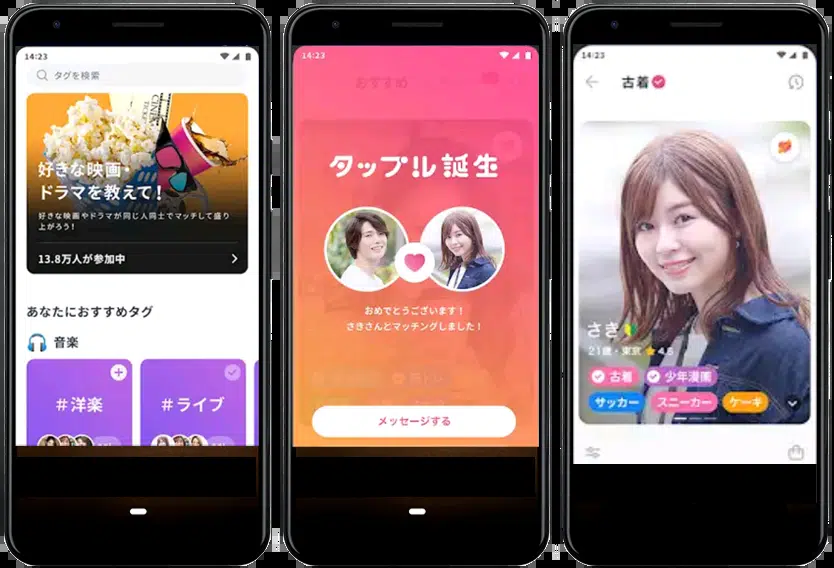 14:23
タグを検索
好きな映画・
ドラマを教えて！
好きな映画やドラマが同じ人同士でマッチして盛り
上がろう！
13.8万人が参加中
あなたにおすすめタグ
音楽
#洋楽
#ライブ
14:23
おすすめ
タップル誕生
おめでとうございます！
さきさんとマッチングしました！
メッセージする
14:23
古着
さき
21歳・東京 4.5
古着 少年漫画
サッカー スニーカー ケーキ